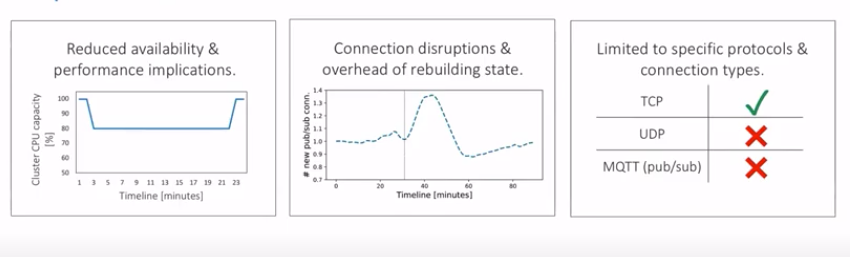 Reduced availability &
performance implications.
Cluster CPU capacity
[%]
100
90
80
70
60
50
1 3 5 7 9 11 13 15 17 19 21 23
Timeline [minutes]
Connection disruptions &
overhead of rebuilding state.
# new pub/sub conn.
1.4
1.3
1.2
1.1
1.0
0.9
0.8
0.7
0 20 40 60 80
Timeline [minutes]
Limited to specific protocols &
connection types.
TCP
UDP
MQTT (pub/sub)